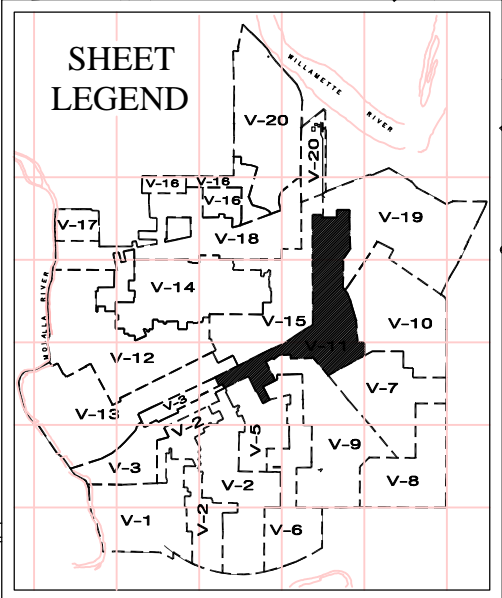 SHEET
LEGEND
WILLAMETTE
RIVER
V-20
V-20
V-16
V-16
V-16
V-17
V-19
V-18
MOLALLA RIVER
V-14
V-15
V-10
V-11
V-12
V-7
V-13
V-3
V-2
V-5
V-9
V-3
V-2
V-8
V-1
V-2
V-6